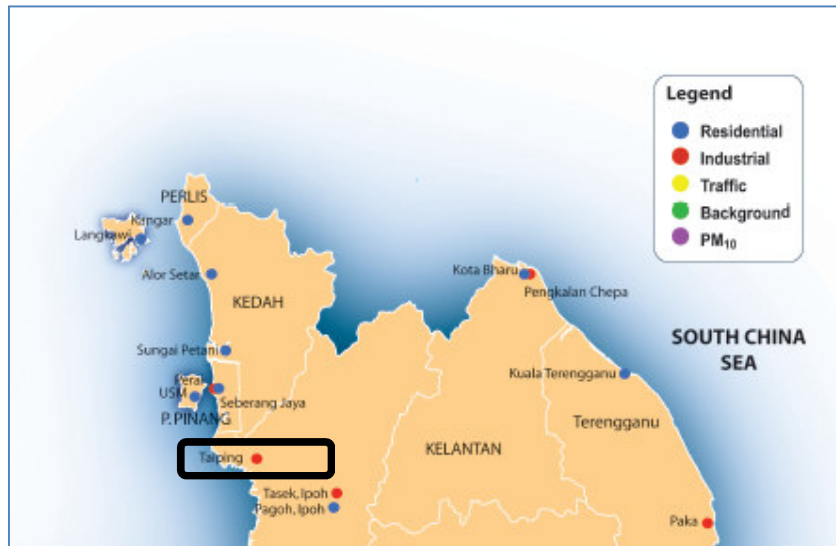 Legend
Residential
Industrial
Traffic
Background
PM10
PERLIS
Kangar
Langkawi
Alor Setar
KEDAH
Kota Bharu
Pengkalan Chepa
SOUTH CHINA
SEA
Sungai Petani
Kuala Terengganu
Perai
USM
Seberang Jaya
P.PINANG
Terengganu
KELANTAN
Taiping
Tasek, Ipoh
Pagoh, Ipoh
Paka